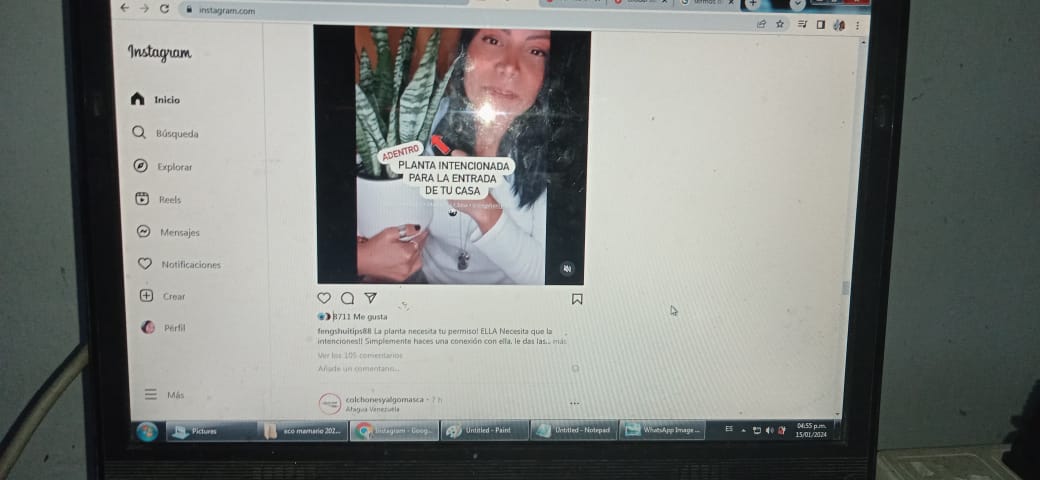 instagram.com
Instagram
Inicio
Búsqueda
Explorar
Reels
Mensajes
Notificaciones
Crear
Perfil
Más
ADENTRO
PLANTA INTENCIONADA
PARA LA ENTRADA
DE TU CASA
8711 Me gusta
fengshuitips88 La planta necesita tu permiso! ELLA Necesita que la
intenciones!! Simplemente haces una conexión con ella, le das las... más
Ver los 105 comentarios
Añade un comentario...
colchonesyalgomasca • 7 h
Afagua Venezuela
Pictures
aco mamario 202...
Instagram - Goog...
Untitled - Paint
Untitled - Notepad
WhatsApp Image ...
ES
04:55 p.m.
15/01/2024